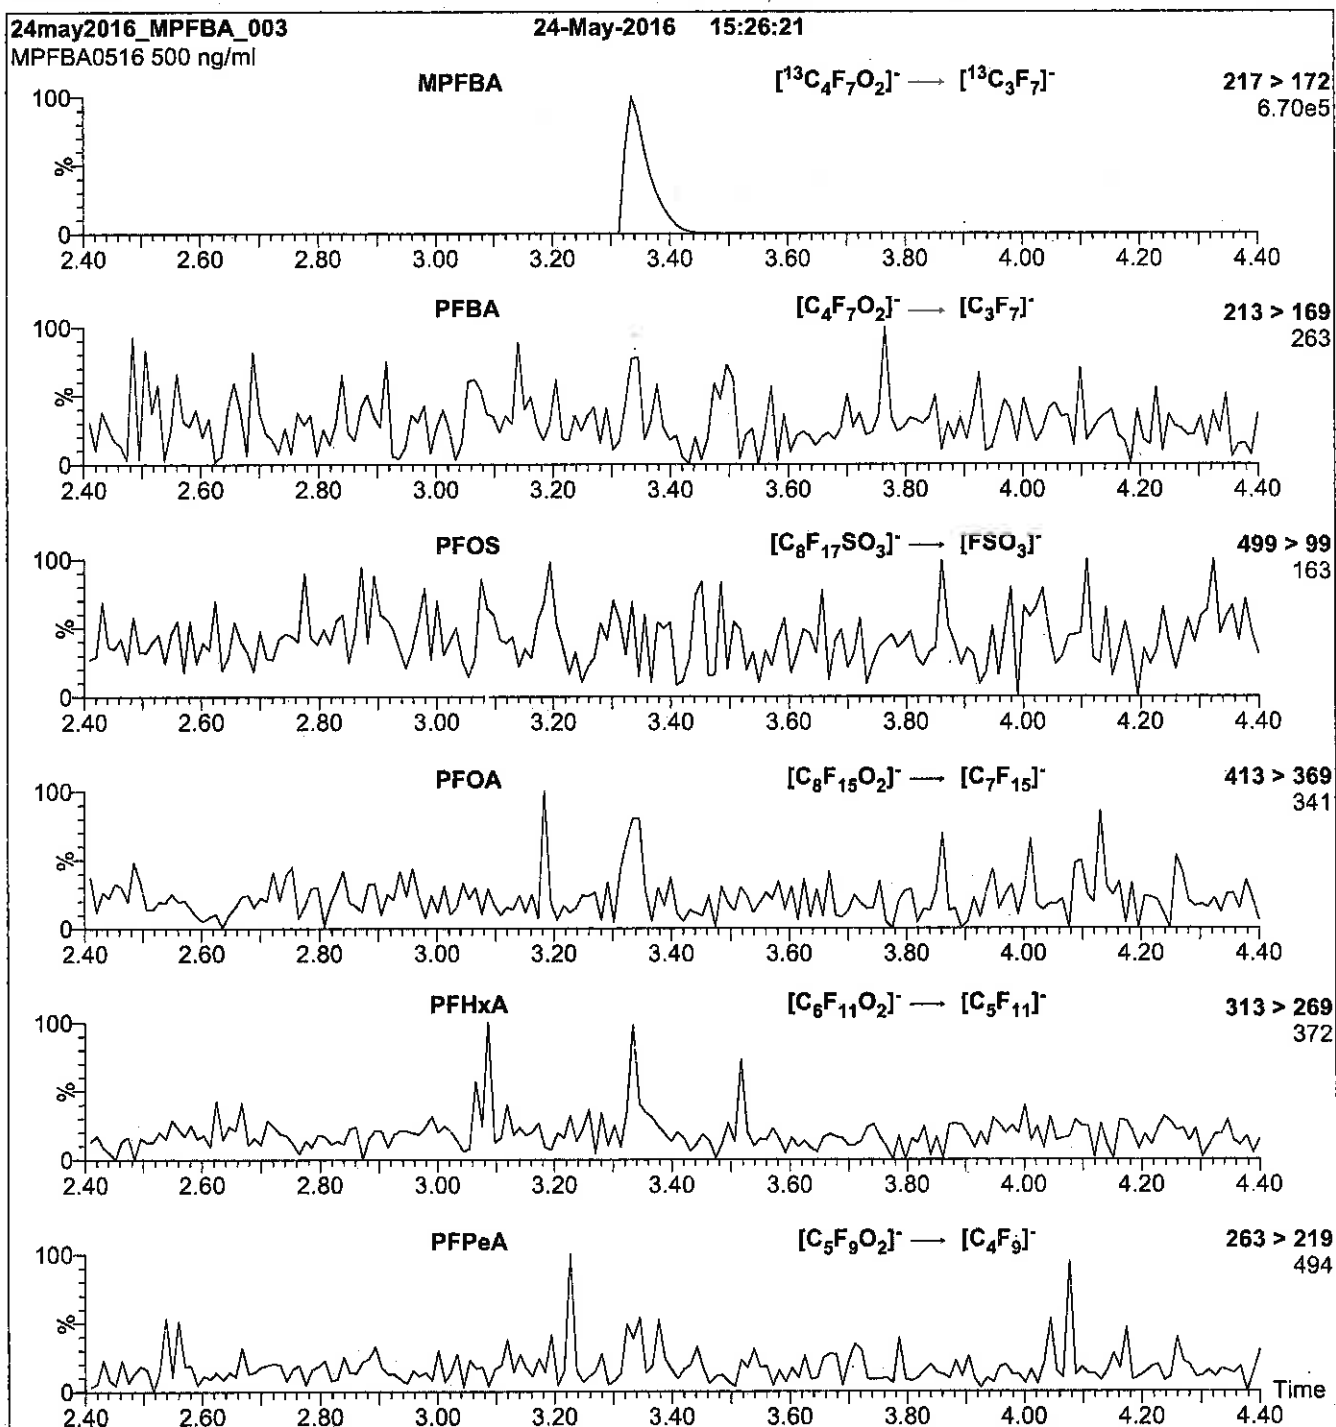 24may2016_MPFBA_003 24-May-2016 15:26:21
MPFBA0516 500 ng/ml
MPFBA [¹³C₄F₇O₂]⁻ → [¹³C₃F₇]⁻ 217 > 172
6.70e5
100
%
0
2.40 2.60 2.80 3.00 3.20 3.40 3.60 3.80 4.00 4.20 4.40
PFBA [C₄F₇O₂]⁻ → [C₃F₇]⁻ 213 > 169
263
100
%
0
2.40 2.60 2.80 3.00 3.20 3.40 3.60 3.80 4.00 4.20 4.40
PFOS [C₈F₁₇SO₃]⁻ → [FSO₃]⁻ 499 > 99
163
100
%
0
2.40 2.60 2.80 3.00 3.20 3.40 3.60 3.80 4.00 4.20 4.40
PFOA [C₈F₁₅O₂]⁻ → [C₇F₁₅]⁻ 413 > 369
341
100
%
0
2.40 2.60 2.80 3.00 3.20 3.40 3.60 3.80 4.00 4.20 4.40
PFHxA [C₆F₁₁O₂]⁻ → [C₅F₁₁]⁻ 313 > 269
372
100
%
0
2.40 2.60 2.80 3.00 3.20 3.40 3.60 3.80 4.00 4.20 4.40
PFPeA [C₅F₉O₂]⁻ → [C₄F₉]⁻ 263 > 219
494
100
%
0
Time
2.40 2.60 2.80 3.00 3.20 3.40 3.60 3.80 4.00 4.20 4.40